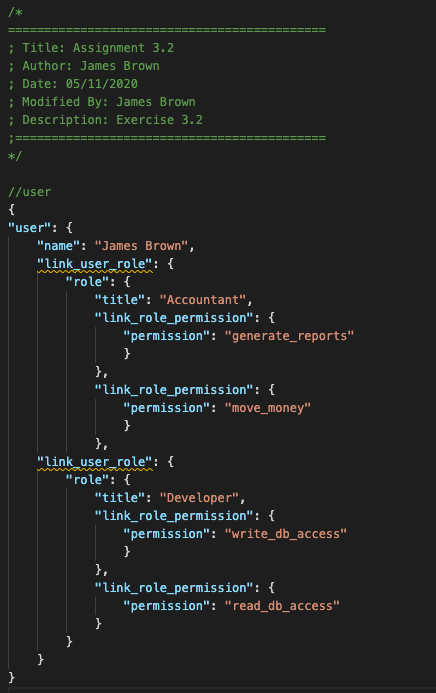 /*
============================================
; Title: Assignment 3.2
; Author: James Brown
; Date: 05/11/2020
; Modified By: James Brown
; Description: Exercise 3.2
;===========================================
*/

//user
{
"user": {
    "name": "James Brown",
    "link_user_role": {
        "role": {
            "title": "Accountant",
            "link_role_permission": {
                "permission": "generate_reports"
                }
            },
            "link_role_permission": {
                "permission": "move_money"
                }
            },
    "link_user_role": {
        "role": {
            "title": "Developer",
            "link_role_permission": {
                "permission": "write_db_access"
                }
            },
            "link_role_permission": {
                "permission": "read_db_access"
            }
        }
    }
}